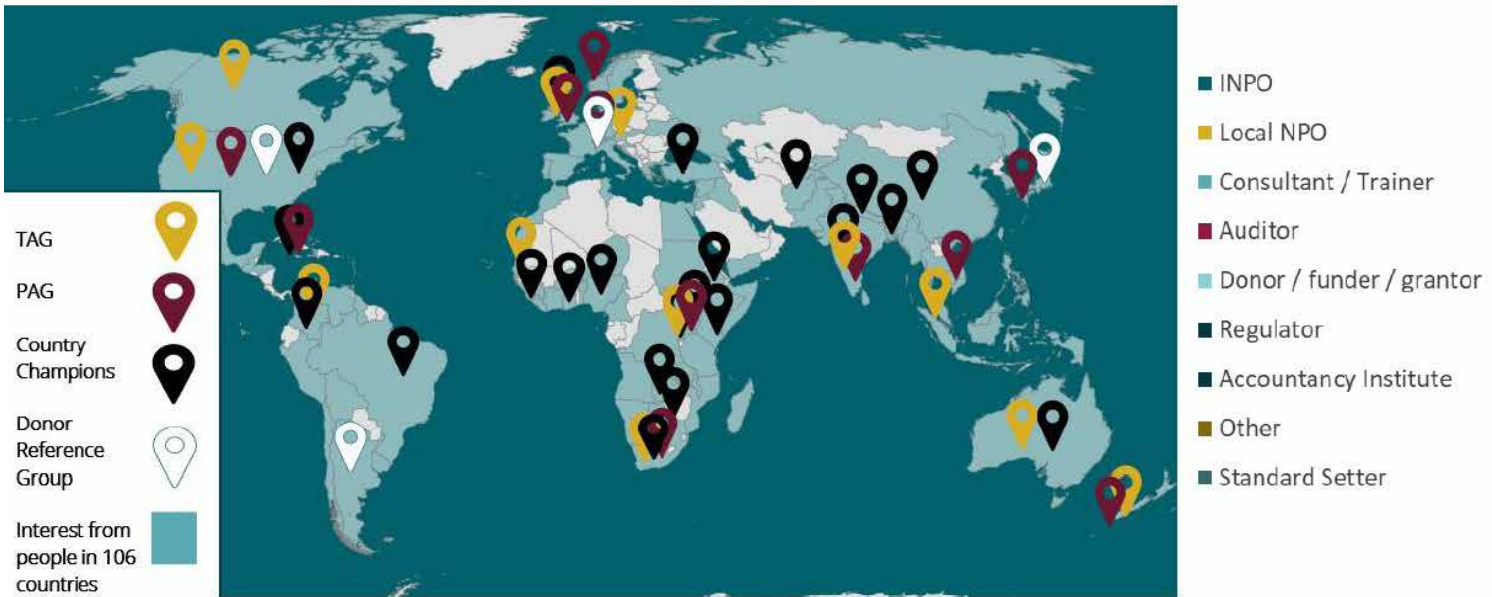 TAG
PAG
Country
Champions
Donor
Reference
Group
Interest from
people in 106
countries
INPO
Local NPO
Consultant / Trainer
Auditor
Donor / funder / grantor
Regulator
Accountancy Institute
Other
Standard Setter